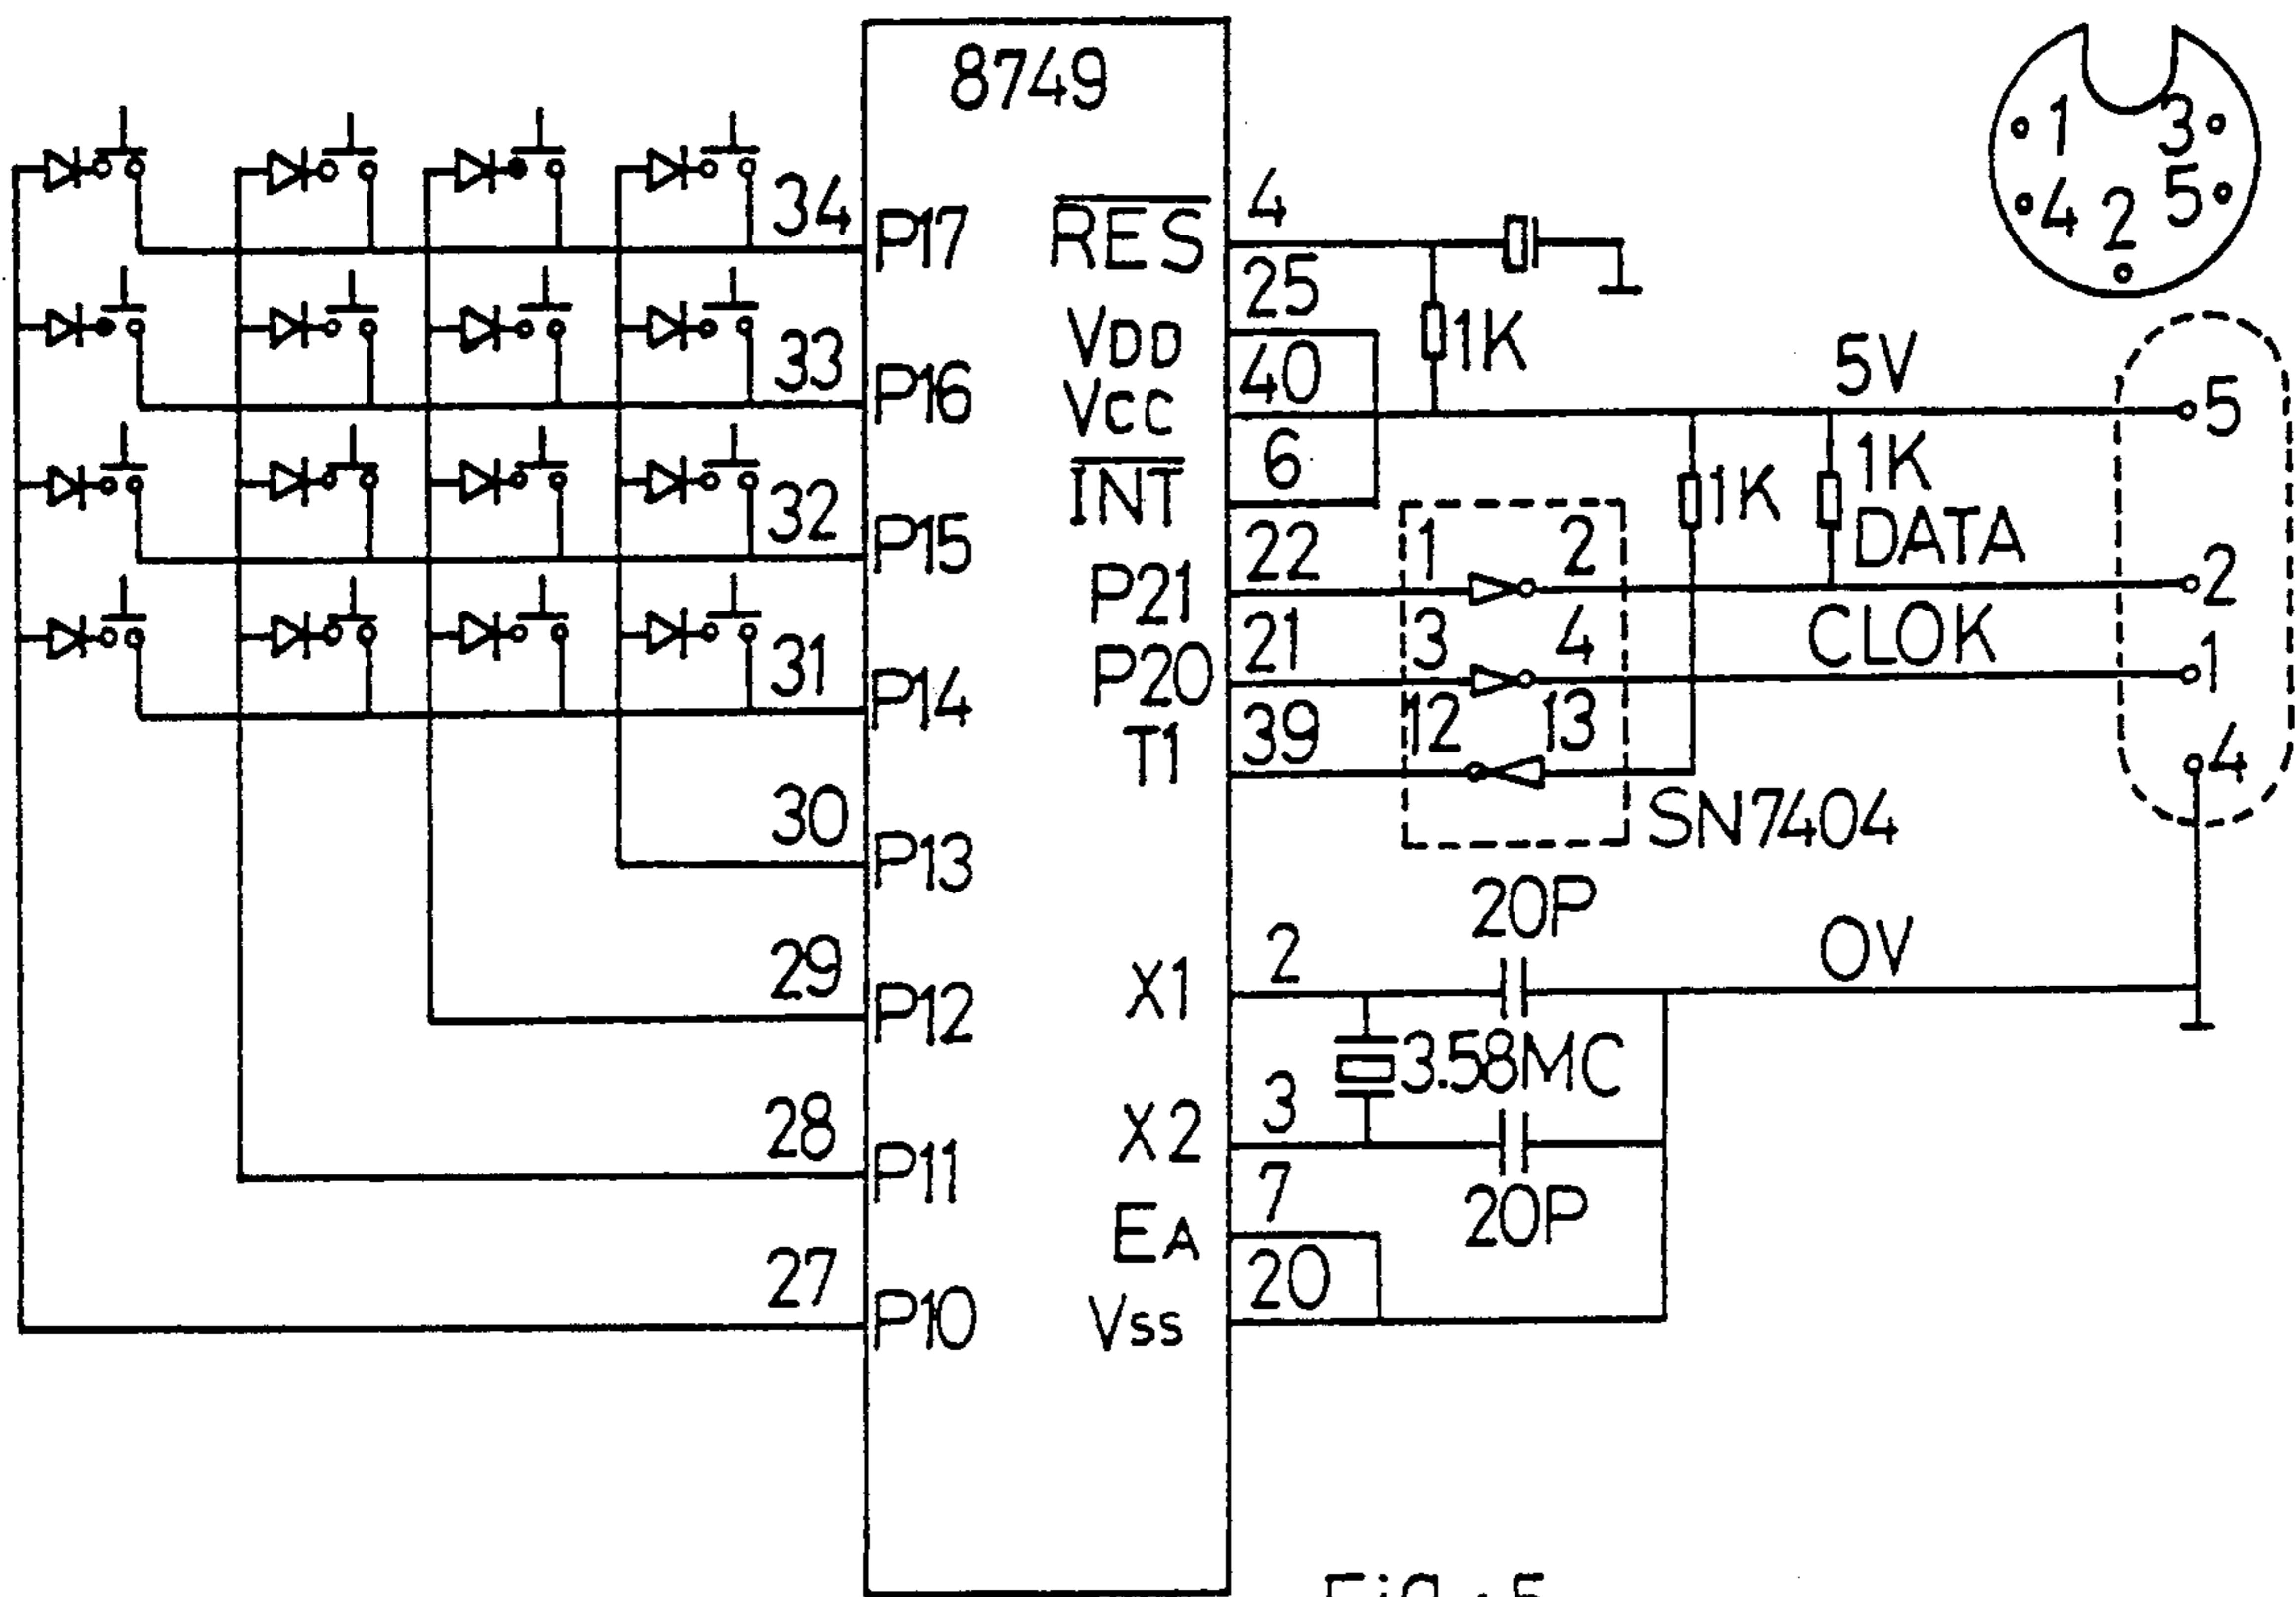 8749
34
P17
33
P16
32
P15
31
P14
30
P13
29
P12
28
P11
27
P10
RES
4
VDD
25
VCC
40
INT
6
P21
22
P20
21
T1
39
X1
2
X2
3
EA
7
VSS
20
1K
1K
1K
5V
DATA
CLOK
1 2
3 4
12 13
SN7404
20P
0V
3.58MC
20P
1 3
4 2 5
5
2
1
4